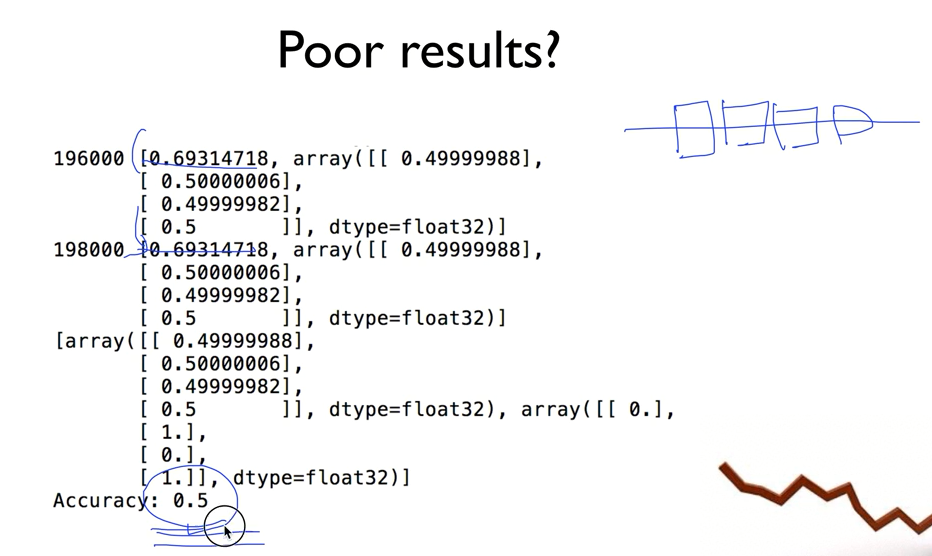 Poor results?
196000 [0.69314718, array([[ 0.49999988],
[ 0.50000006],
[ 0.49999982],
[ 0.5 ]], dtype=float32)]
198000 [0.69314718, array([[ 0.49999988],
[ 0.50000006],
[ 0.49999982],
[ 0.5 ]], dtype=float32)]
[array([[ 0.49999988],
[ 0.50000006],
[ 0.49999982],
[ 0.5 ]], dtype=float32), array([[ 0.],
[ 1.],
[ 0.],
[ 1.]], dtype=float32)]
Accuracy: 0.5